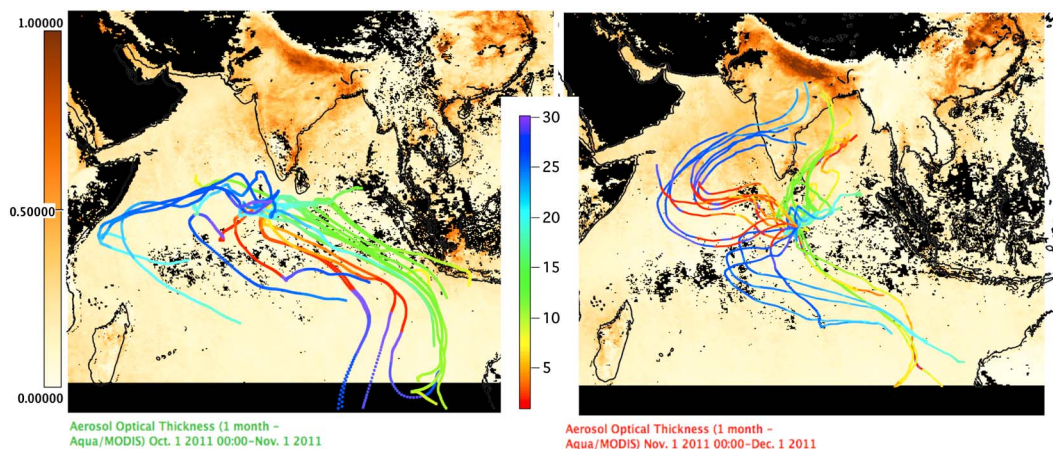 1.00000
0.50000
0.00000
30
25
20
15
10
5
Aerosol Optical Thickness (1 month -
Aqua/MODIS) Oct. 1 2011 00:00-Nov. 1 2011
Aerosol Optical Thickness (1 month -
Aqua/MODIS) Nov. 1 2011 00:00-Dec. 1 2011